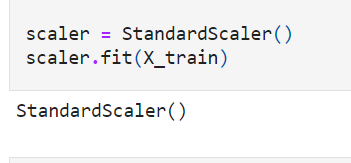 scaler = StandardScaler()
scaler.fit(X_train)
StandardScaler()